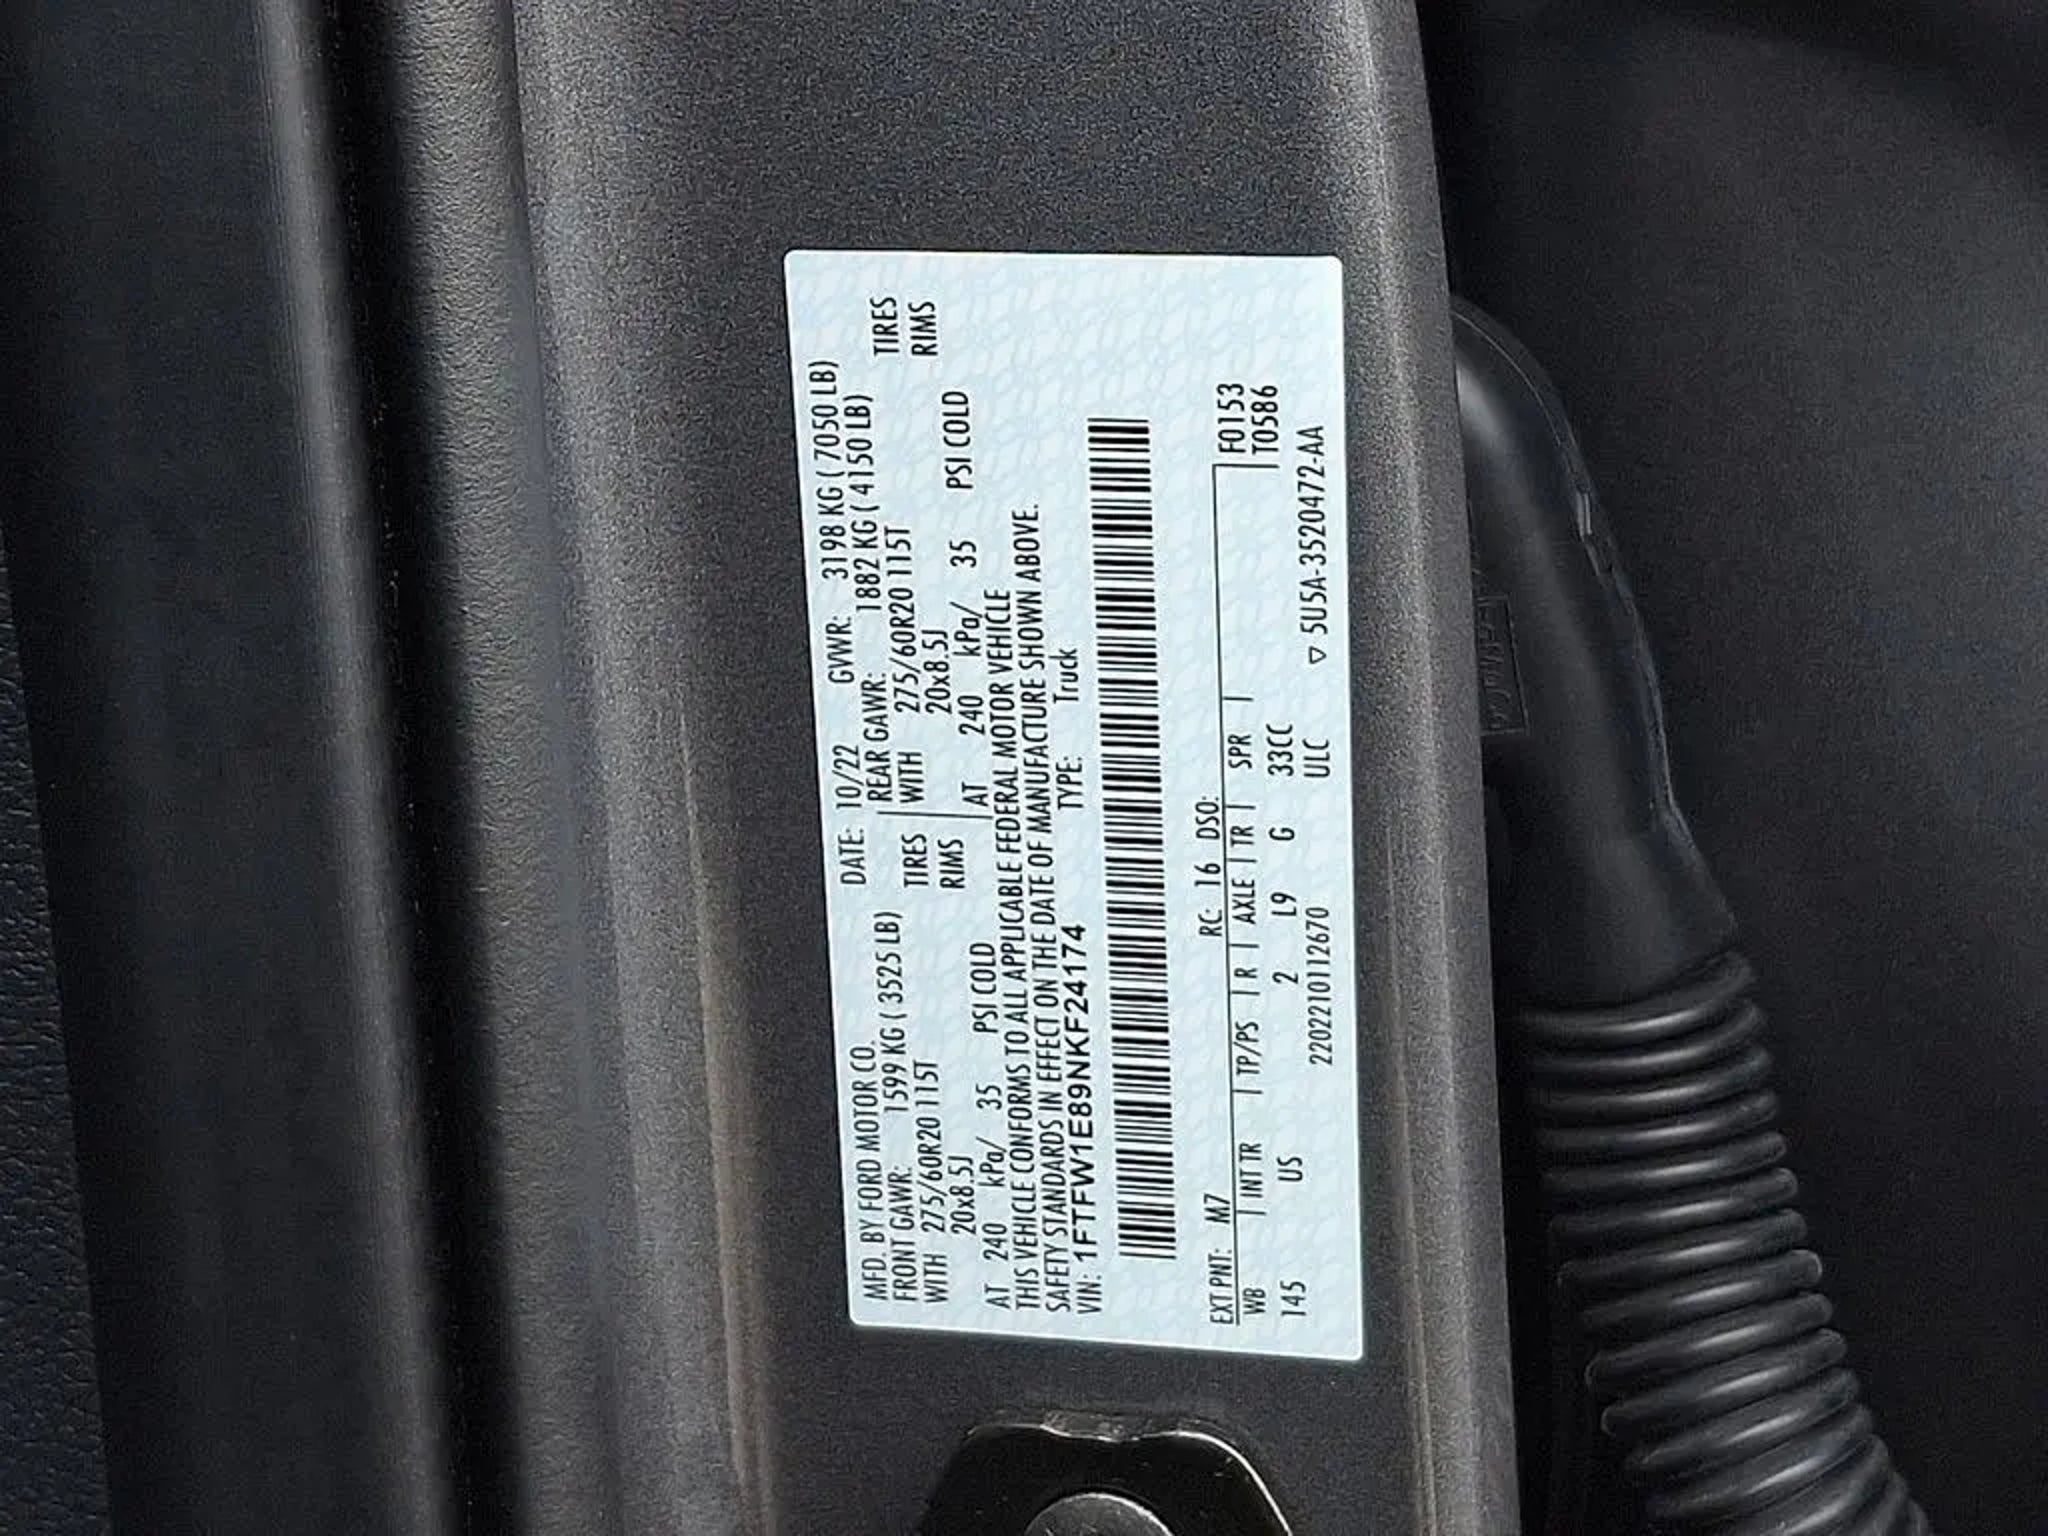 MFD. BY FORD MOTOR CO. DATE: 10/22 GVWR: 3198 KG ( 7050 LB)
FRONT GAWR: 1599 KG ( 3525 LB) REAR GAWR: 1882 KG ( 4150 LB)
WITH 275/60R20 115T TIRES WITH 275/60R20 115T TIRES
20x8.5J RIMS 20x8.5J RIMS
AT 240 kPa/ 35 PSI COLD AT 240 kPa/ 35 PSI COLD
THIS VEHICLE CONFORMS TO ALL APPLICABLE FEDERAL MOTOR VEHICLE
SAFETY STANDARDS IN EFFECT ON THE DATE OF MANUFACTURE SHOWN ABOVE.
VIN: 1FTFW1E89NKF24174 TYPE: Truck
EXT PNT: M7 RC: 16 DSO: F0153
WB | INT TR | TP/PS | R | AXLE | TR | SPR | T0586
145 US 2 L9 G 33CC
2202210112670 ULC ▽ 5U5A-3520472-AA